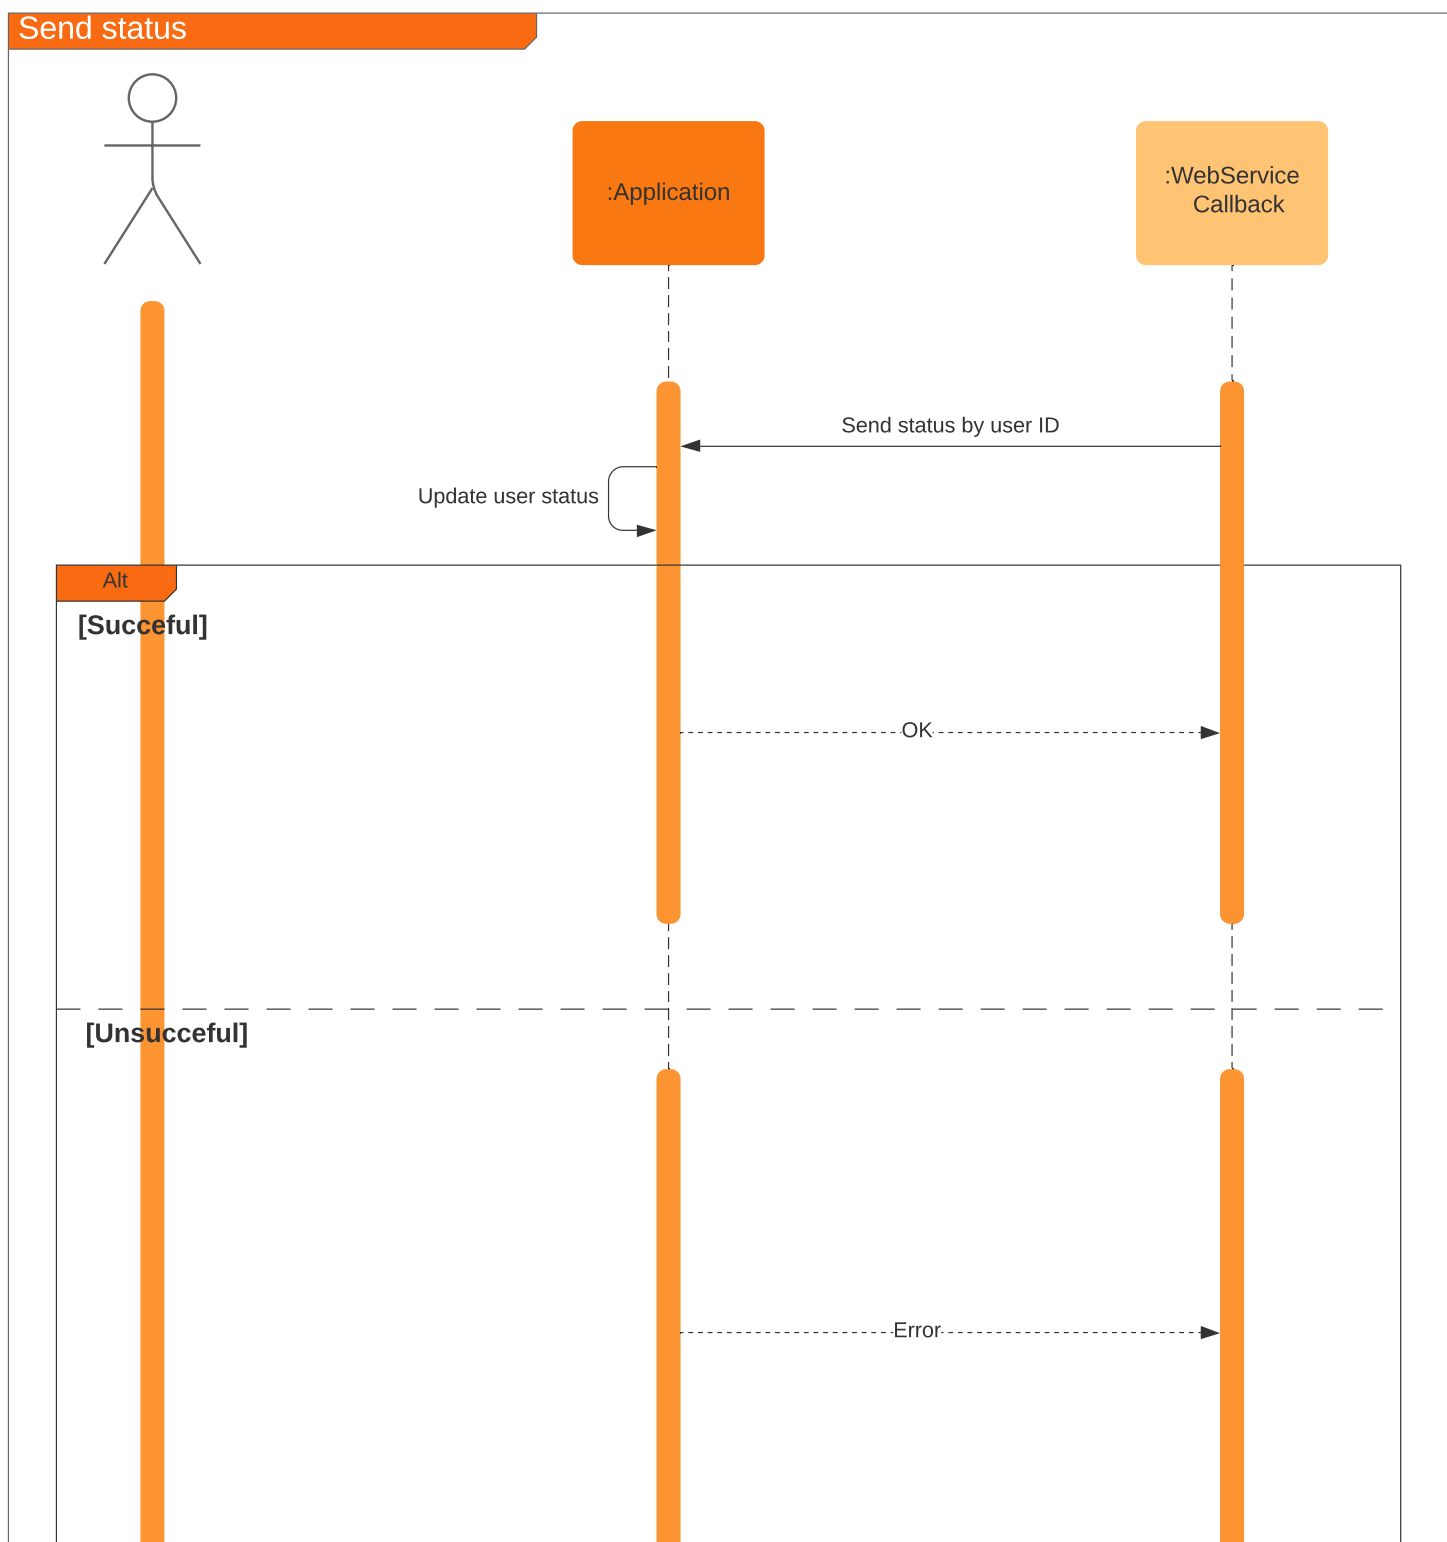 Send status
:Application
:WebService
Callback
Send status by user ID
Update user status
Alt
[Succeful]
OK
[Unsucceful]
Error